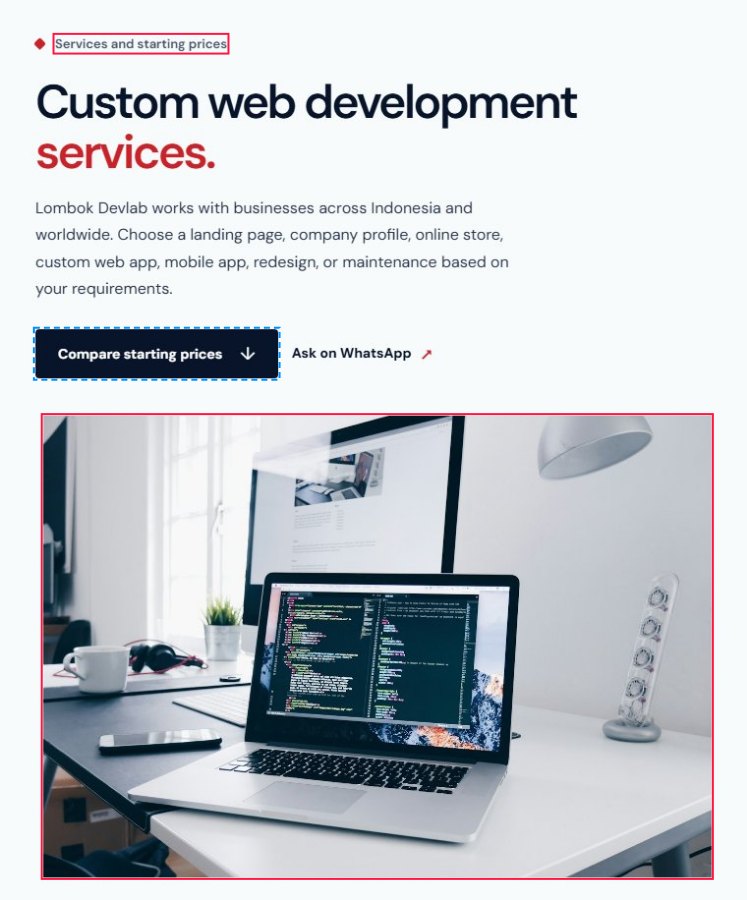 Services and starting prices
Custom web development
services.
Lombok Devlab works with businesses across Indonesia and
worldwide. Choose a landing page, company profile, online store,
custom web app, mobile app, redesign, or maintenance based on
your requirements.
Compare starting prices ↓
Ask on WhatsApp ↗